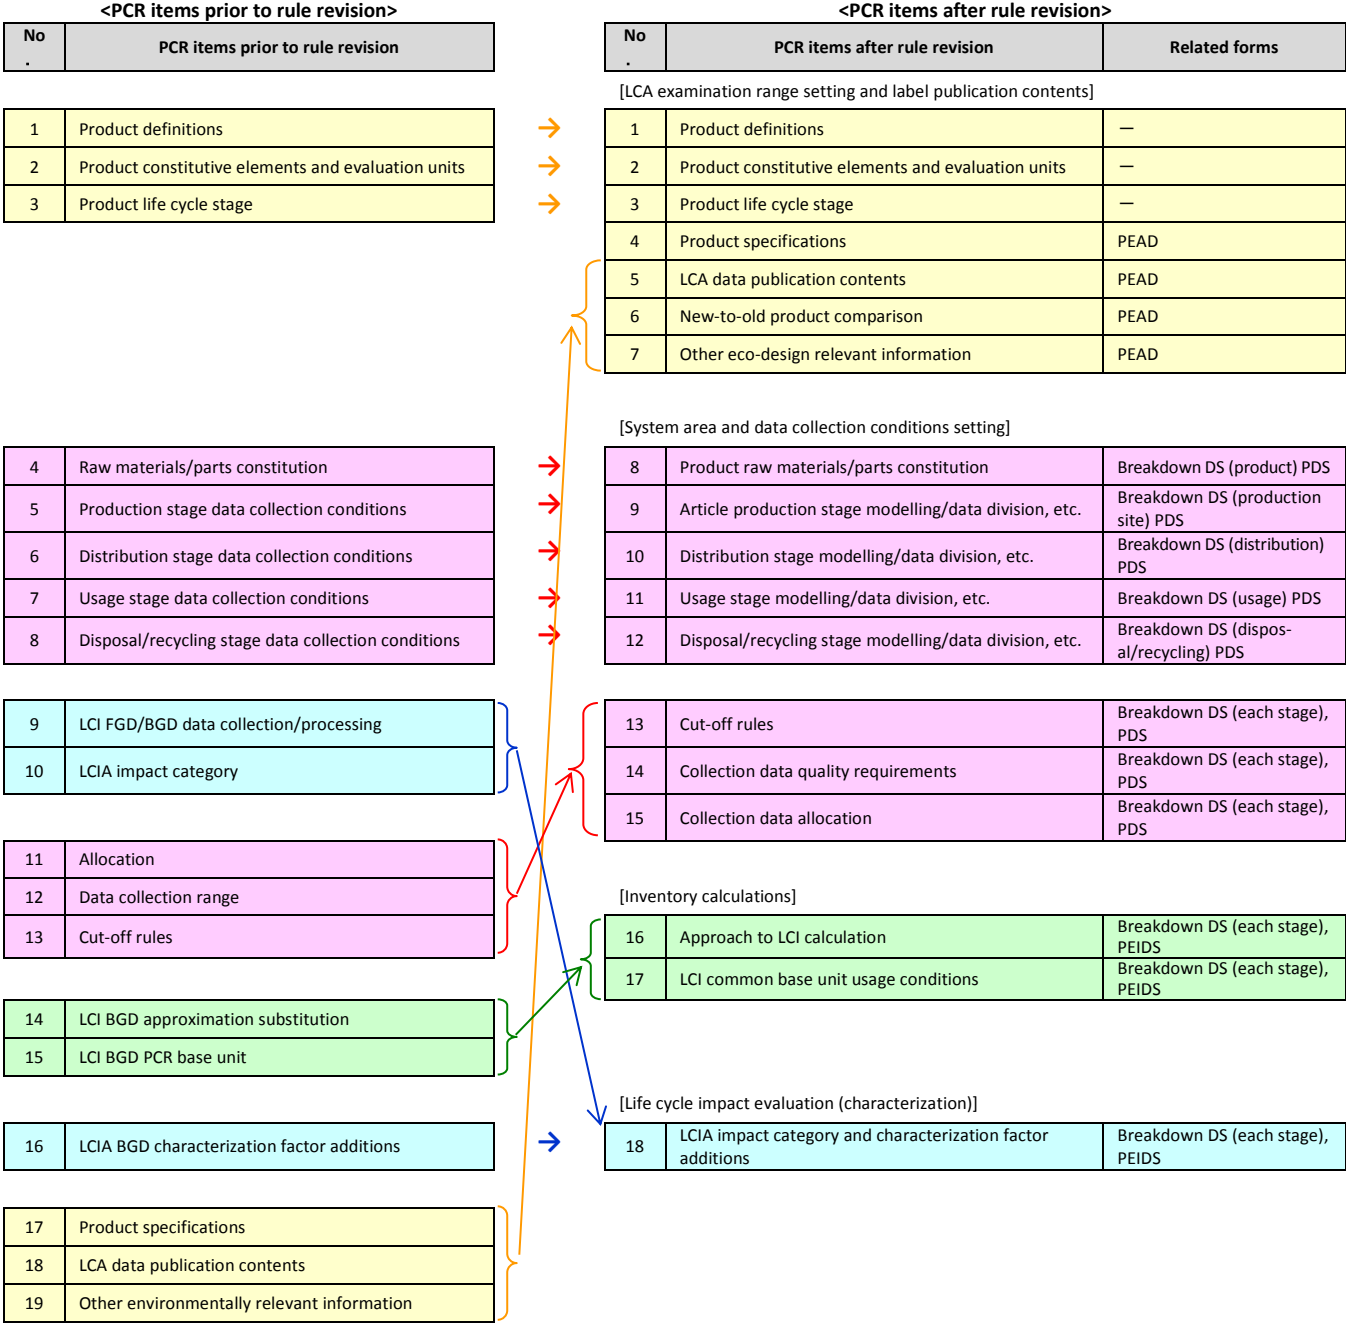 <PCR items prior to rule revision>
No
.
PCR items prior to rule revision
1 Product definitions
2 Product constitutive elements and evaluation units
3 Product life cycle stage
4 Raw materials/parts constitution
5 Production stage data collection conditions
6 Distribution stage data collection conditions
7 Usage stage data collection conditions
8 Disposal/recycling stage data collection conditions
9 LCI FGD/BGD data collection/processing
10 LCIA impact category
11 Allocation
12 Data collection range
13 Cut-off rules
14 LCI BGD approximation substitution
15 LCI BGD PCR base unit
16 LCIA BGD characterization factor additions
17 Product specifications
18 LCA data publication contents
19 Other environmentally relevant information
<PCR items after rule revision>
No
.
PCR items after rule revision Related forms
[LCA examination range setting and label publication contents]
1 Product definitions —
2 Product constitutive elements and evaluation units —
3 Product life cycle stage —
4 Product specifications PEAD
5 LCA data publication contents PEAD
6 New-to-old product comparison PEAD
7 Other eco-design relevant information PEAD
[System area and data collection conditions setting]
8 Product raw materials/parts constitution Breakdown DS (product) PDS
9 Article production stage modelling/data division, etc. Breakdown DS (production
site) PDS
10 Distribution stage modelling/data division, etc. Breakdown DS (distribution)
PDS
11 Usage stage modelling/data division, etc. Breakdown DS (usage) PDS
12 Disposal/recycling stage modelling/data division, etc. Breakdown DS (dispos-
al/recycling) PDS
13 Cut-off rules Breakdown DS (each stage),
PDS
14 Collection data quality requirements Breakdown DS (each stage),
PDS
15 Collection data allocation Breakdown DS (each stage),
PDS
[Inventory calculations]
16 Approach to LCI calculation Breakdown DS (each stage),
PEIDS
17 LCI common base unit usage conditions Breakdown DS (each stage),
PEIDS
[Life cycle impact evaluation (characterization)]
18 LCIA impact category and characterization factor
additions
Breakdown DS (each stage),
PEIDS